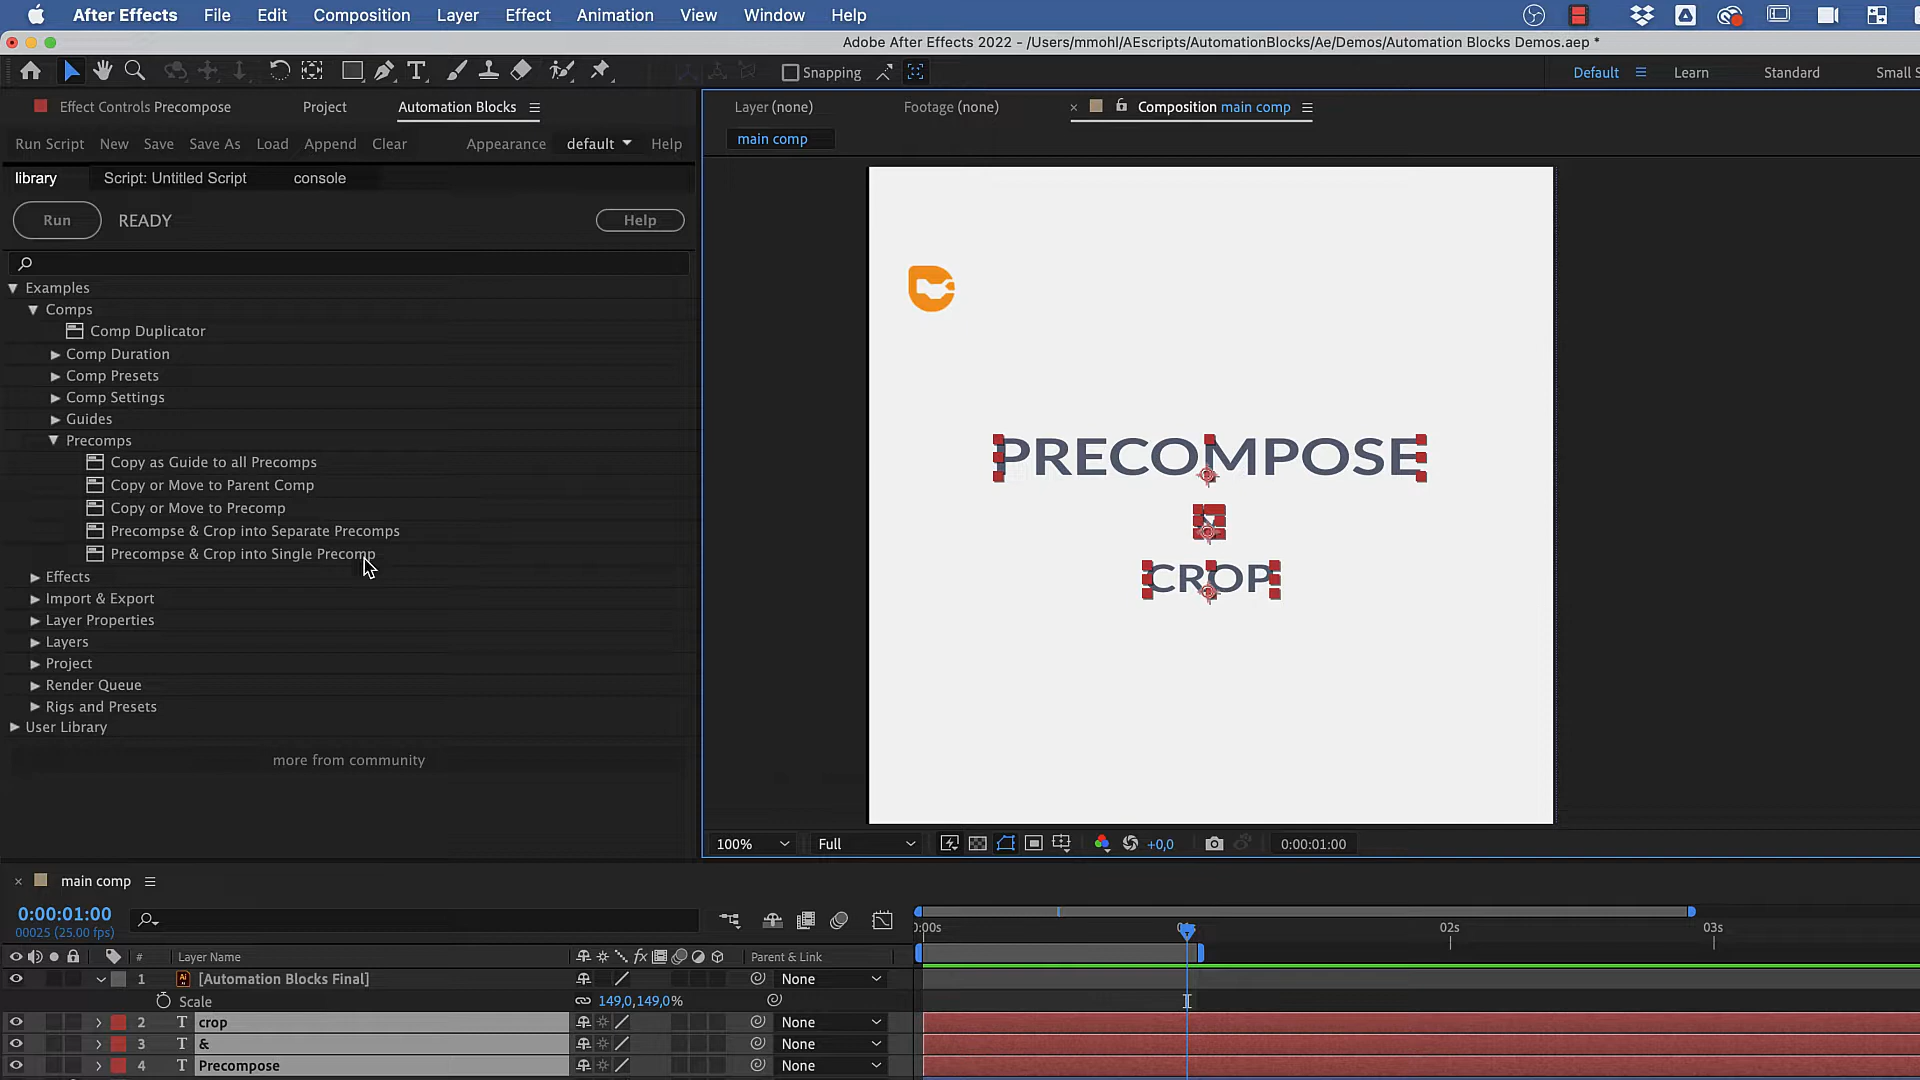 After Effects File Edit Composition Layer Effect Animation View Window Help
Adobe After Effects 2022 - /Users/mmohl/AEscripts/AutomationBlocks/Ae/Demos/Automation Blocks Demos.aep *
Snapping Default Learn Standard Small S
Effect Controls Precompose Project Automation Blocks Layer (none) Footage (none) Composition main comp
Run Script New Save Save As Load Append Clear Appearance default Help main comp
library Script: Untitled Script console
Run READY Help
Examples
Comps
Comp Duplicator
Comp Duration
Comp Presets
Comp Settings
Guides
Precomps
Copy as Guide to all Precomps
Copy or Move to Parent Comp
Copy or Move to Precomp
Precompse & Crop into Separate Precomps
Precompse & Crop into Single Precomp
Effects
Import & Export
Layer Properties
Layers
Project
Render Queue
Rigs and Presets
User Library
more from community
PRECOMPOSE
CROP
100% Full +0,0 0:00:01:00
main comp
0:00:01:00
00025 (25.00 fps)
0:00s 02s 03s
# Layer Name fx Parent & Link
1 Ai [Automation Blocks Final] None
Scale 149,0,149,0%
2 T crop None
3 T & None
4 T Precompose None